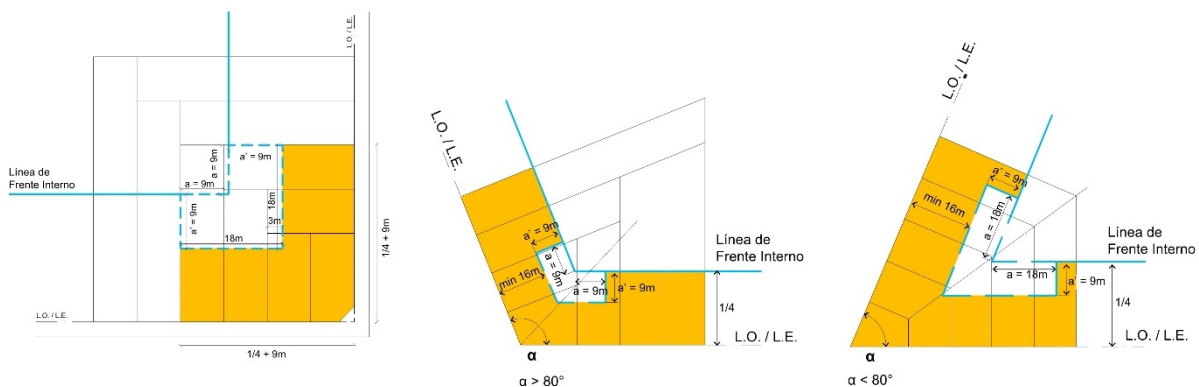 L.O. / L.E.
Línea de
Frente Interno
a = 9m
a' = 9m
a = 9m
a' = 9m
18m
3m
18m
1/4 + 9m
L.O. / L.E.
1/4 + 9m
L.O. / L.E.
Línea de
Frente Interno
a' = 9m
min 16m
a = 9m
a = 9m
a' = 9m
1/4
L.O. / L.E.
α
α > 80°
L.O. / L.E.
a' = 9m
min 16m
a = 18m
Línea de
Frente Interno
a = 18m
a' = 9m
1/4
L.O. / L.E.
α
α < 80°